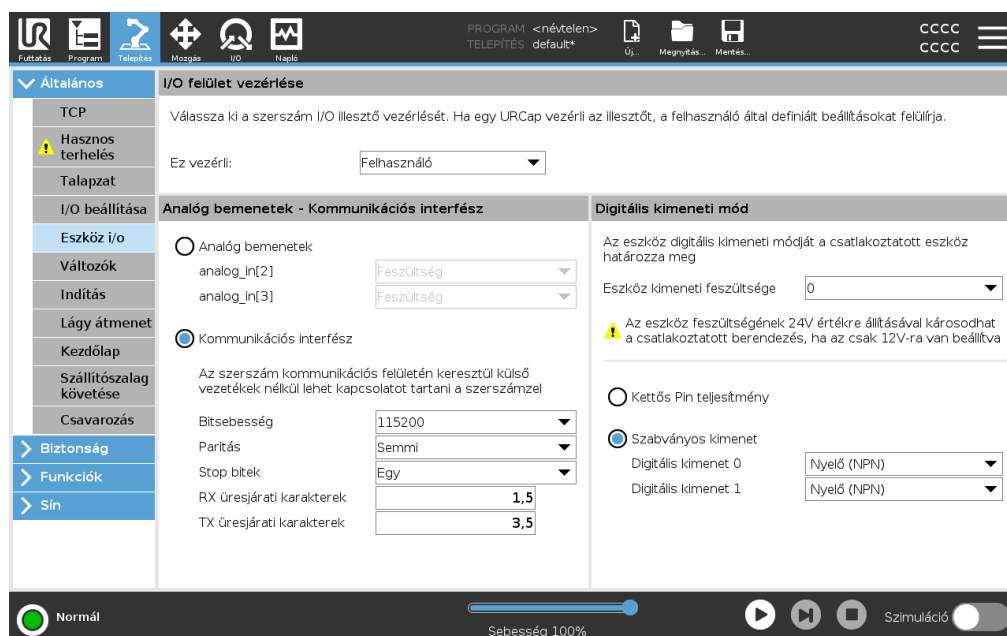 UR
PROGRAM <névtelen>
TELEPÍTÉS default*
cccc
cccc
Futtatás Program Telepítés Mozgás I/O Napló
Új... Megnyitás... Mentés...
Általános
TCP
Hasznos
terhelés
Talapzat
I/O beállítása
Eszköz i/o
Változók
Indítás
Lágy átmenet
Kezdőlap
Szállítószalag
követése
Csavarozás
Biztonság
Funkciók
Sín
I/O felület vezérlése
Válassza ki a szerszám I/O illesztő vezérlését. Ha egy URCap vezérli az illesztőt, a felhasználó által definiált beállításokat felülírja.
Ez vezérli: Felhasználó
Analóg bemenetek - Kommunikációs interfész
Analóg bemenetek
analog_in[2] Feszültség
analog_in[3] Feszültség
Kommunikációs interfész
Az szerszám kommunikációs felületén keresztül külső
vezetékek nélkül lehet kapcsolatot tartani a szerszámzel
Bitsebesség 115200
Paritás Semmi
Stop bitek Egy
RX üresjárati karakterek 1,5
TX üresjárati karakterek 3,5
Digitális kimeneti mód
Az eszköz digitális kimeneti módját a csatlakoztatott eszköz
határozza meg
Eszköz kimeneti feszültsége 0
Az eszköz feszültségének 24V értékre állításával károsodhat
a csatlakoztatott berendezés, ha az csak 12V-ra van beállítva
Kettős Pin teljesítmény
Szabványos kimenet
Digitális kimenet 0 Nyelő (NPN)
Digitális kimenet 1 Nyelő (NPN)
Normál
Sebesség 100%
Szimuláció